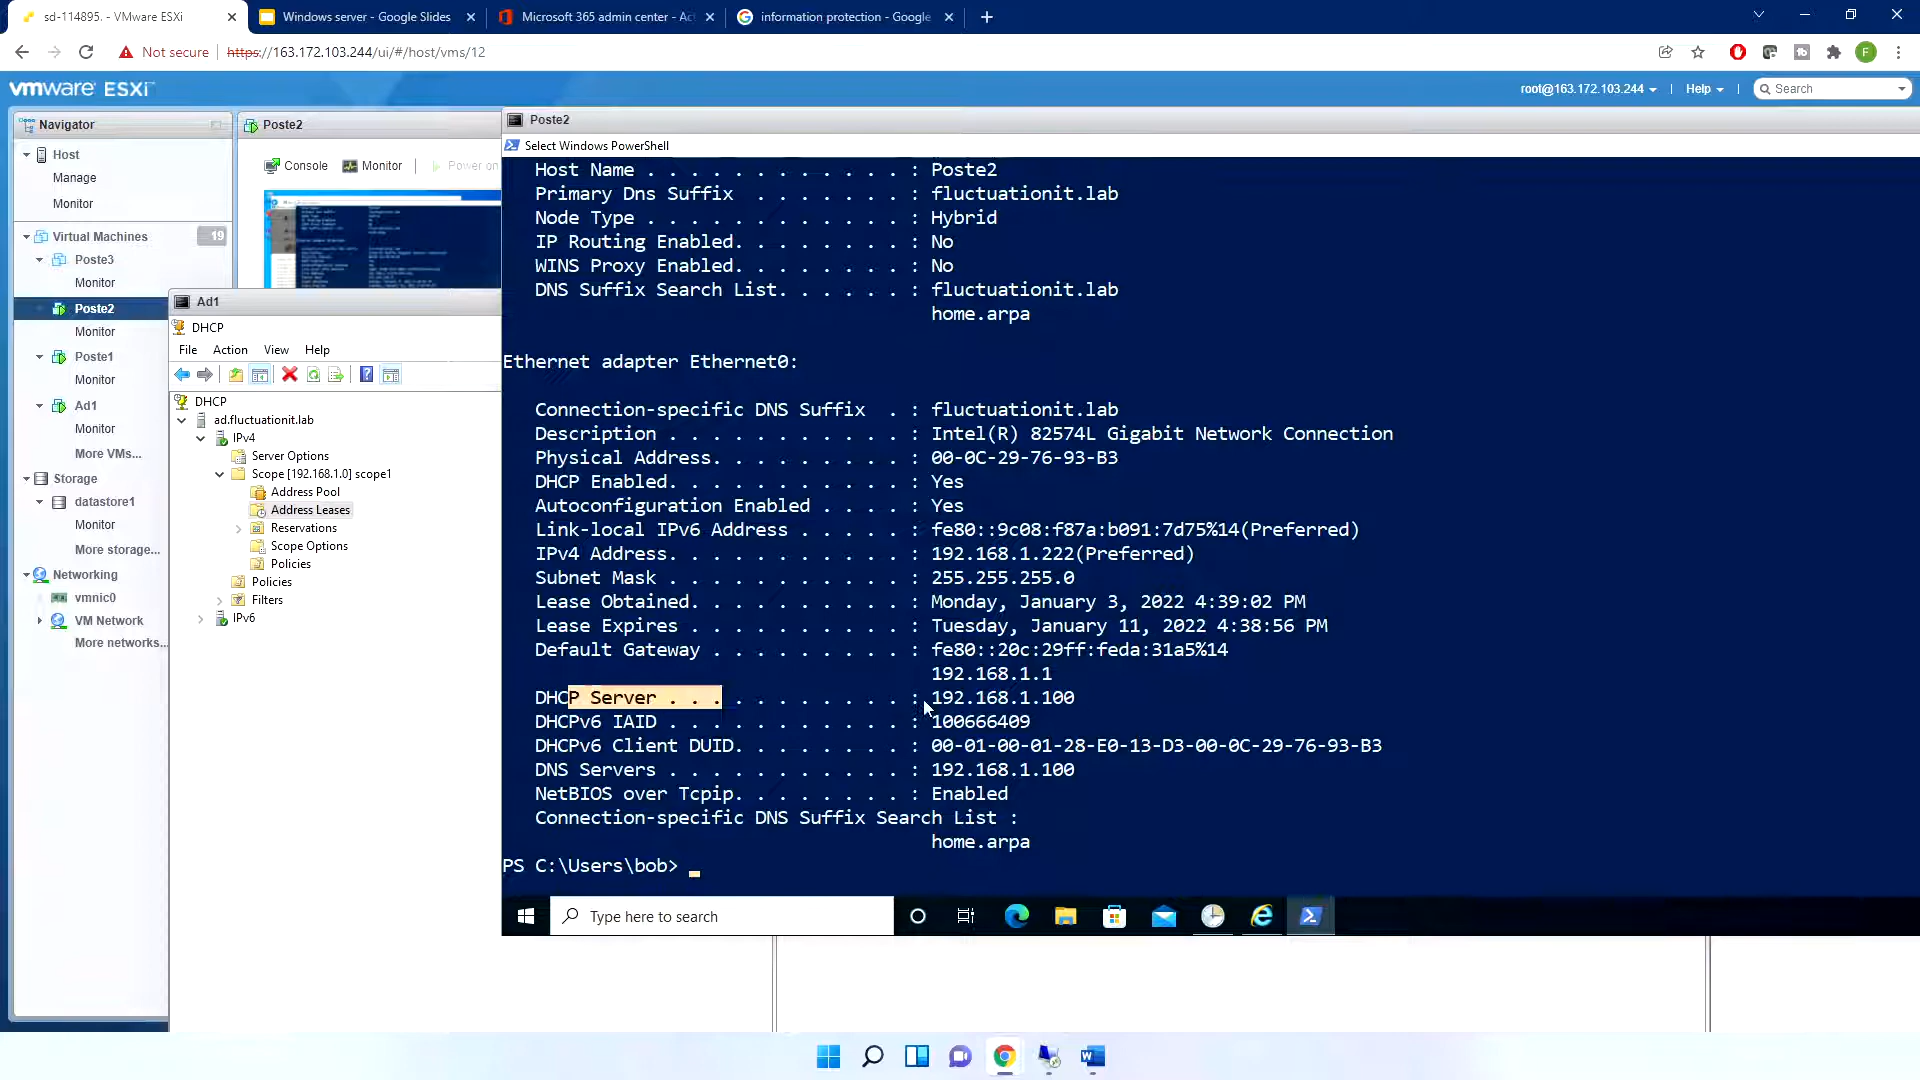 sd-114895. - VMware ESXi
Windows server - Google Slides
Microsoft 365 admin center - Ac
information protection - Google
Not secure
https://163.172.103.244/ui/#/host/vms/12
F
vmware ESXi
root@163.172.103.244
Help
Search
Navigator
Host
Manage
Monitor
Virtual Machines
19
Poste3
Monitor
Poste2
Monitor
Poste1
Monitor
Ad1
Monitor
More VMs...
Storage
datastore1
Monitor
More storage...
Networking
vmnic0
VM Network
More networks...
Poste2
Console
Monitor
Power on
Ad1
DHCP
File
Action
View
Help
DHCP
ad.fluctuationit.lab
IPv4
Server Options
Scope [192.168.1.0] scope1
Address Pool
Address Leases
Reservations
Scope Options
Policies
Policies
Filters
IPv6
Poste2
Select Windows PowerShell
Host Name . . . . . . . . . . . . : Poste2
Primary Dns Suffix  . . . . . . . : fluctuationit.lab
Node Type . . . . . . . . . . . . : Hybrid
IP Routing Enabled. . . . . . . . : No
WINS Proxy Enabled. . . . . . . . : No
DNS Suffix Search List. . . . . . : fluctuationit.lab
home.arpa
Ethernet adapter Ethernet0:
Connection-specific DNS Suffix  . : fluctuationit.lab
Description . . . . . . . . . . . : Intel(R) 82574L Gigabit Network Connection
Physical Address. . . . . . . . . : 00-0C-29-76-93-B3
DHCP Enabled. . . . . . . . . . . : Yes
Autoconfiguration Enabled . . . . : Yes
Link-local IPv6 Address . . . . . : fe80::9c08:f87a:b091:7d75%14(Preferred)
IPv4 Address. . . . . . . . . . . : 192.168.1.222(Preferred)
Subnet Mask . . . . . . . . . . . : 255.255.255.0
Lease Obtained. . . . . . . . . . : Monday, January 3, 2022 4:39:02 PM
Lease Expires . . . . . . . . . . : Tuesday, January 11, 2022 4:38:56 PM
Default Gateway . . . . . . . . . : fe80::20c:29ff:feda:31a5%14
192.168.1.1
DHCP Server . . . . . . . . . . . : 192.168.1.100
DHCPv6 IAID . . . . . . . . . . . : 100666409
DHCPv6 Client DUID. . . . . . . . : 00-01-00-01-28-E0-13-D3-00-0C-29-76-93-B3
DNS Servers . . . . . . . . . . . : 192.168.1.100
NetBIOS over Tcpip. . . . . . . . : Enabled
Connection-specific DNS Suffix Search List :
home.arpa
PS C:\Users\bob>
Type here to search